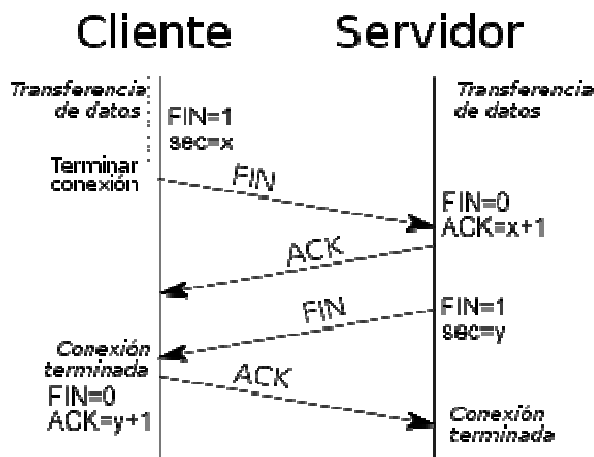 Cliente
Servidor
Transferencia
de datos
FIN=1
sec=x
Transferencia
de datos
Terminar
conexión
FIN
FIN=0
ACK=x+1
ACK
FIN
FIN=1
sec=y
Conexión
terminada
FIN=0
ACK=y+1
ACK
Conexión
terminada